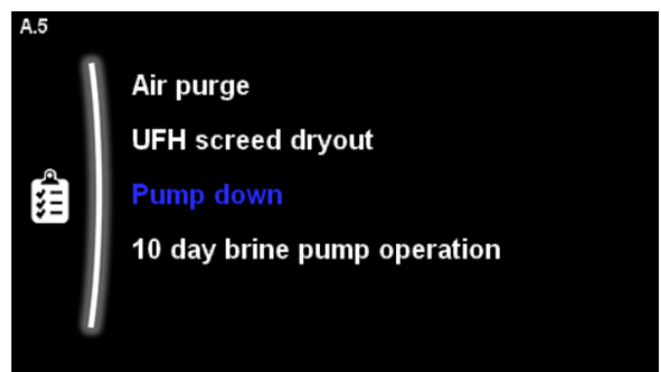 A.5
Air purge
UFH screed dryout
Pump down
10 day brine pump operation